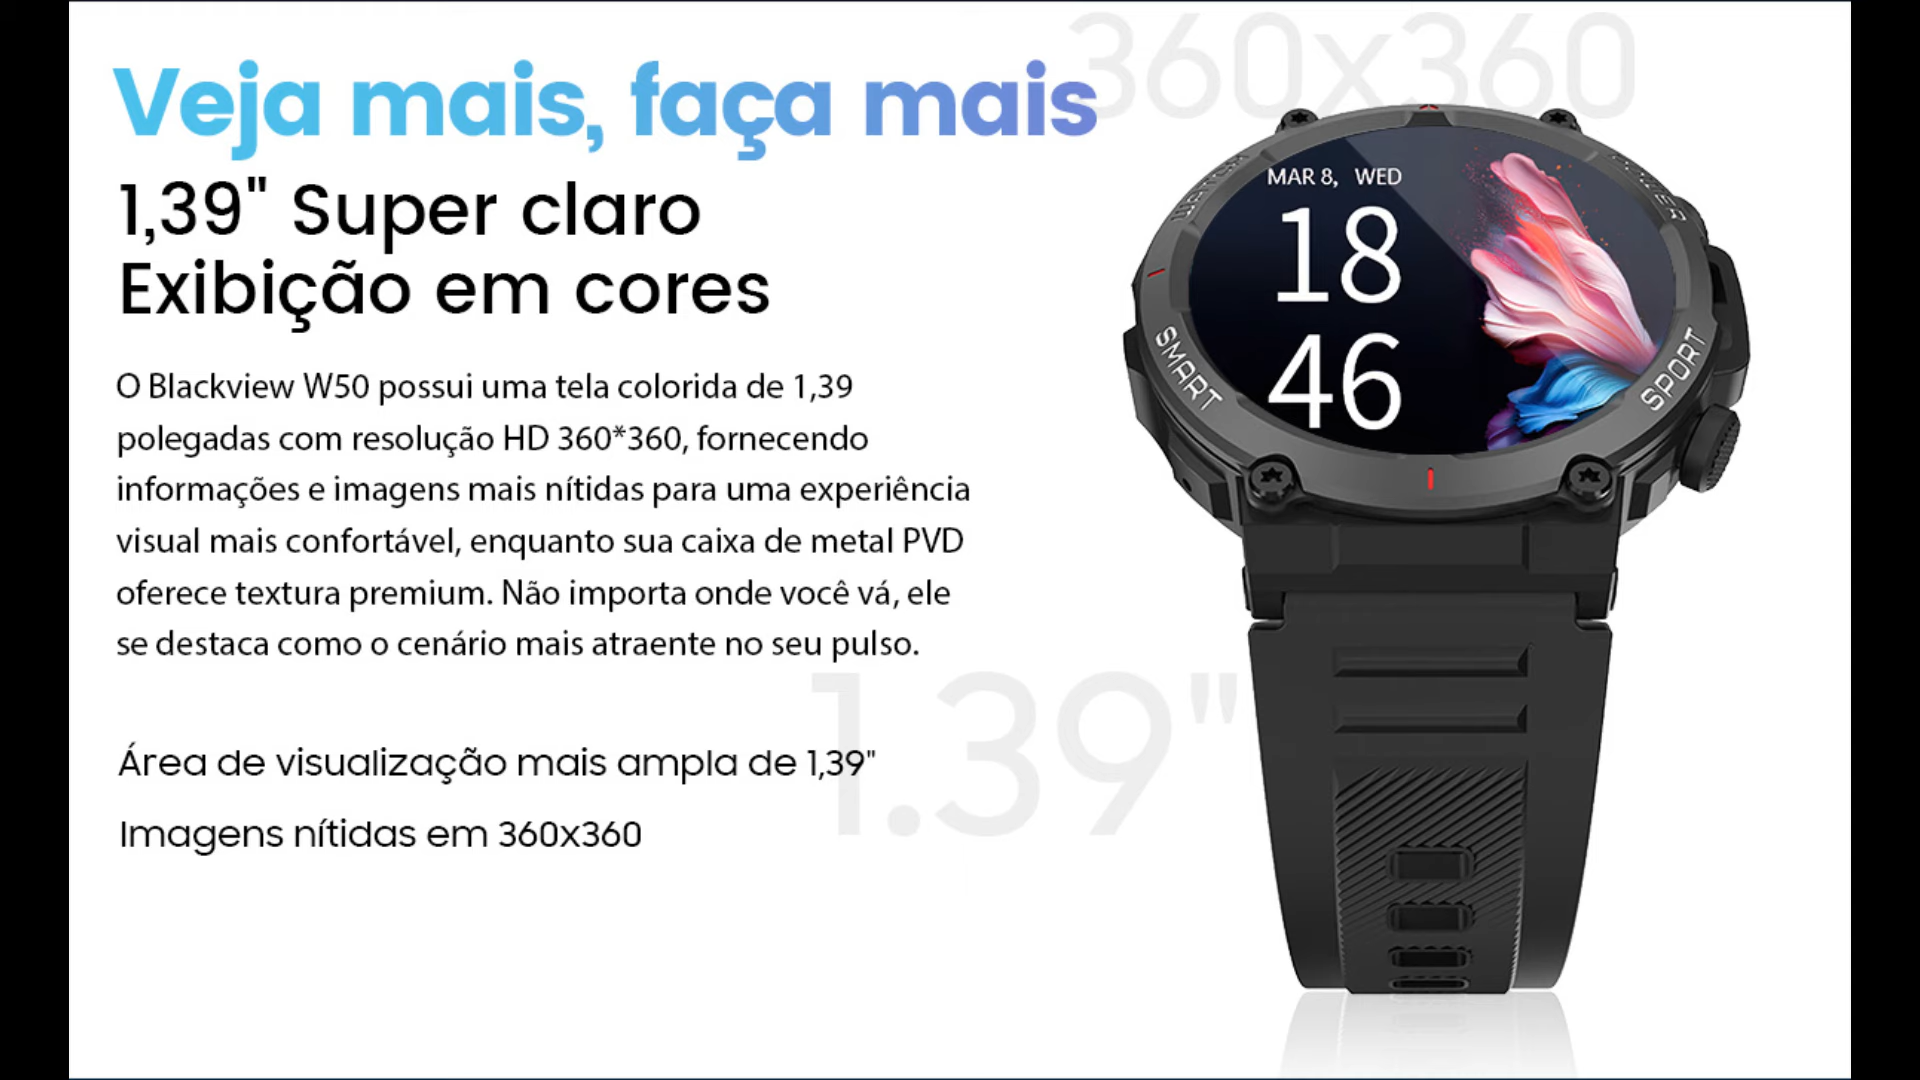 360x360
Veja mais, faça mais
1,39" Super claro
Exibição em cores
O Blackview W50 possui uma tela colorida de 1,39
polegadas com resolução HD 360*360, fornecendo
informações e imagens mais nítidas para uma experiência
visual mais confortável, enquanto sua caixa de metal PVD
oferece textura premium. Não importa onde você vá, ele
se destaca como o cenário mais atraente no seu pulso.
1.39"
Área de visualização mais ampla de 1,39"
Imagens nítidas em 360x360
WATCH
POWER
MAR 8, WED
18
46
SMART
SPORT